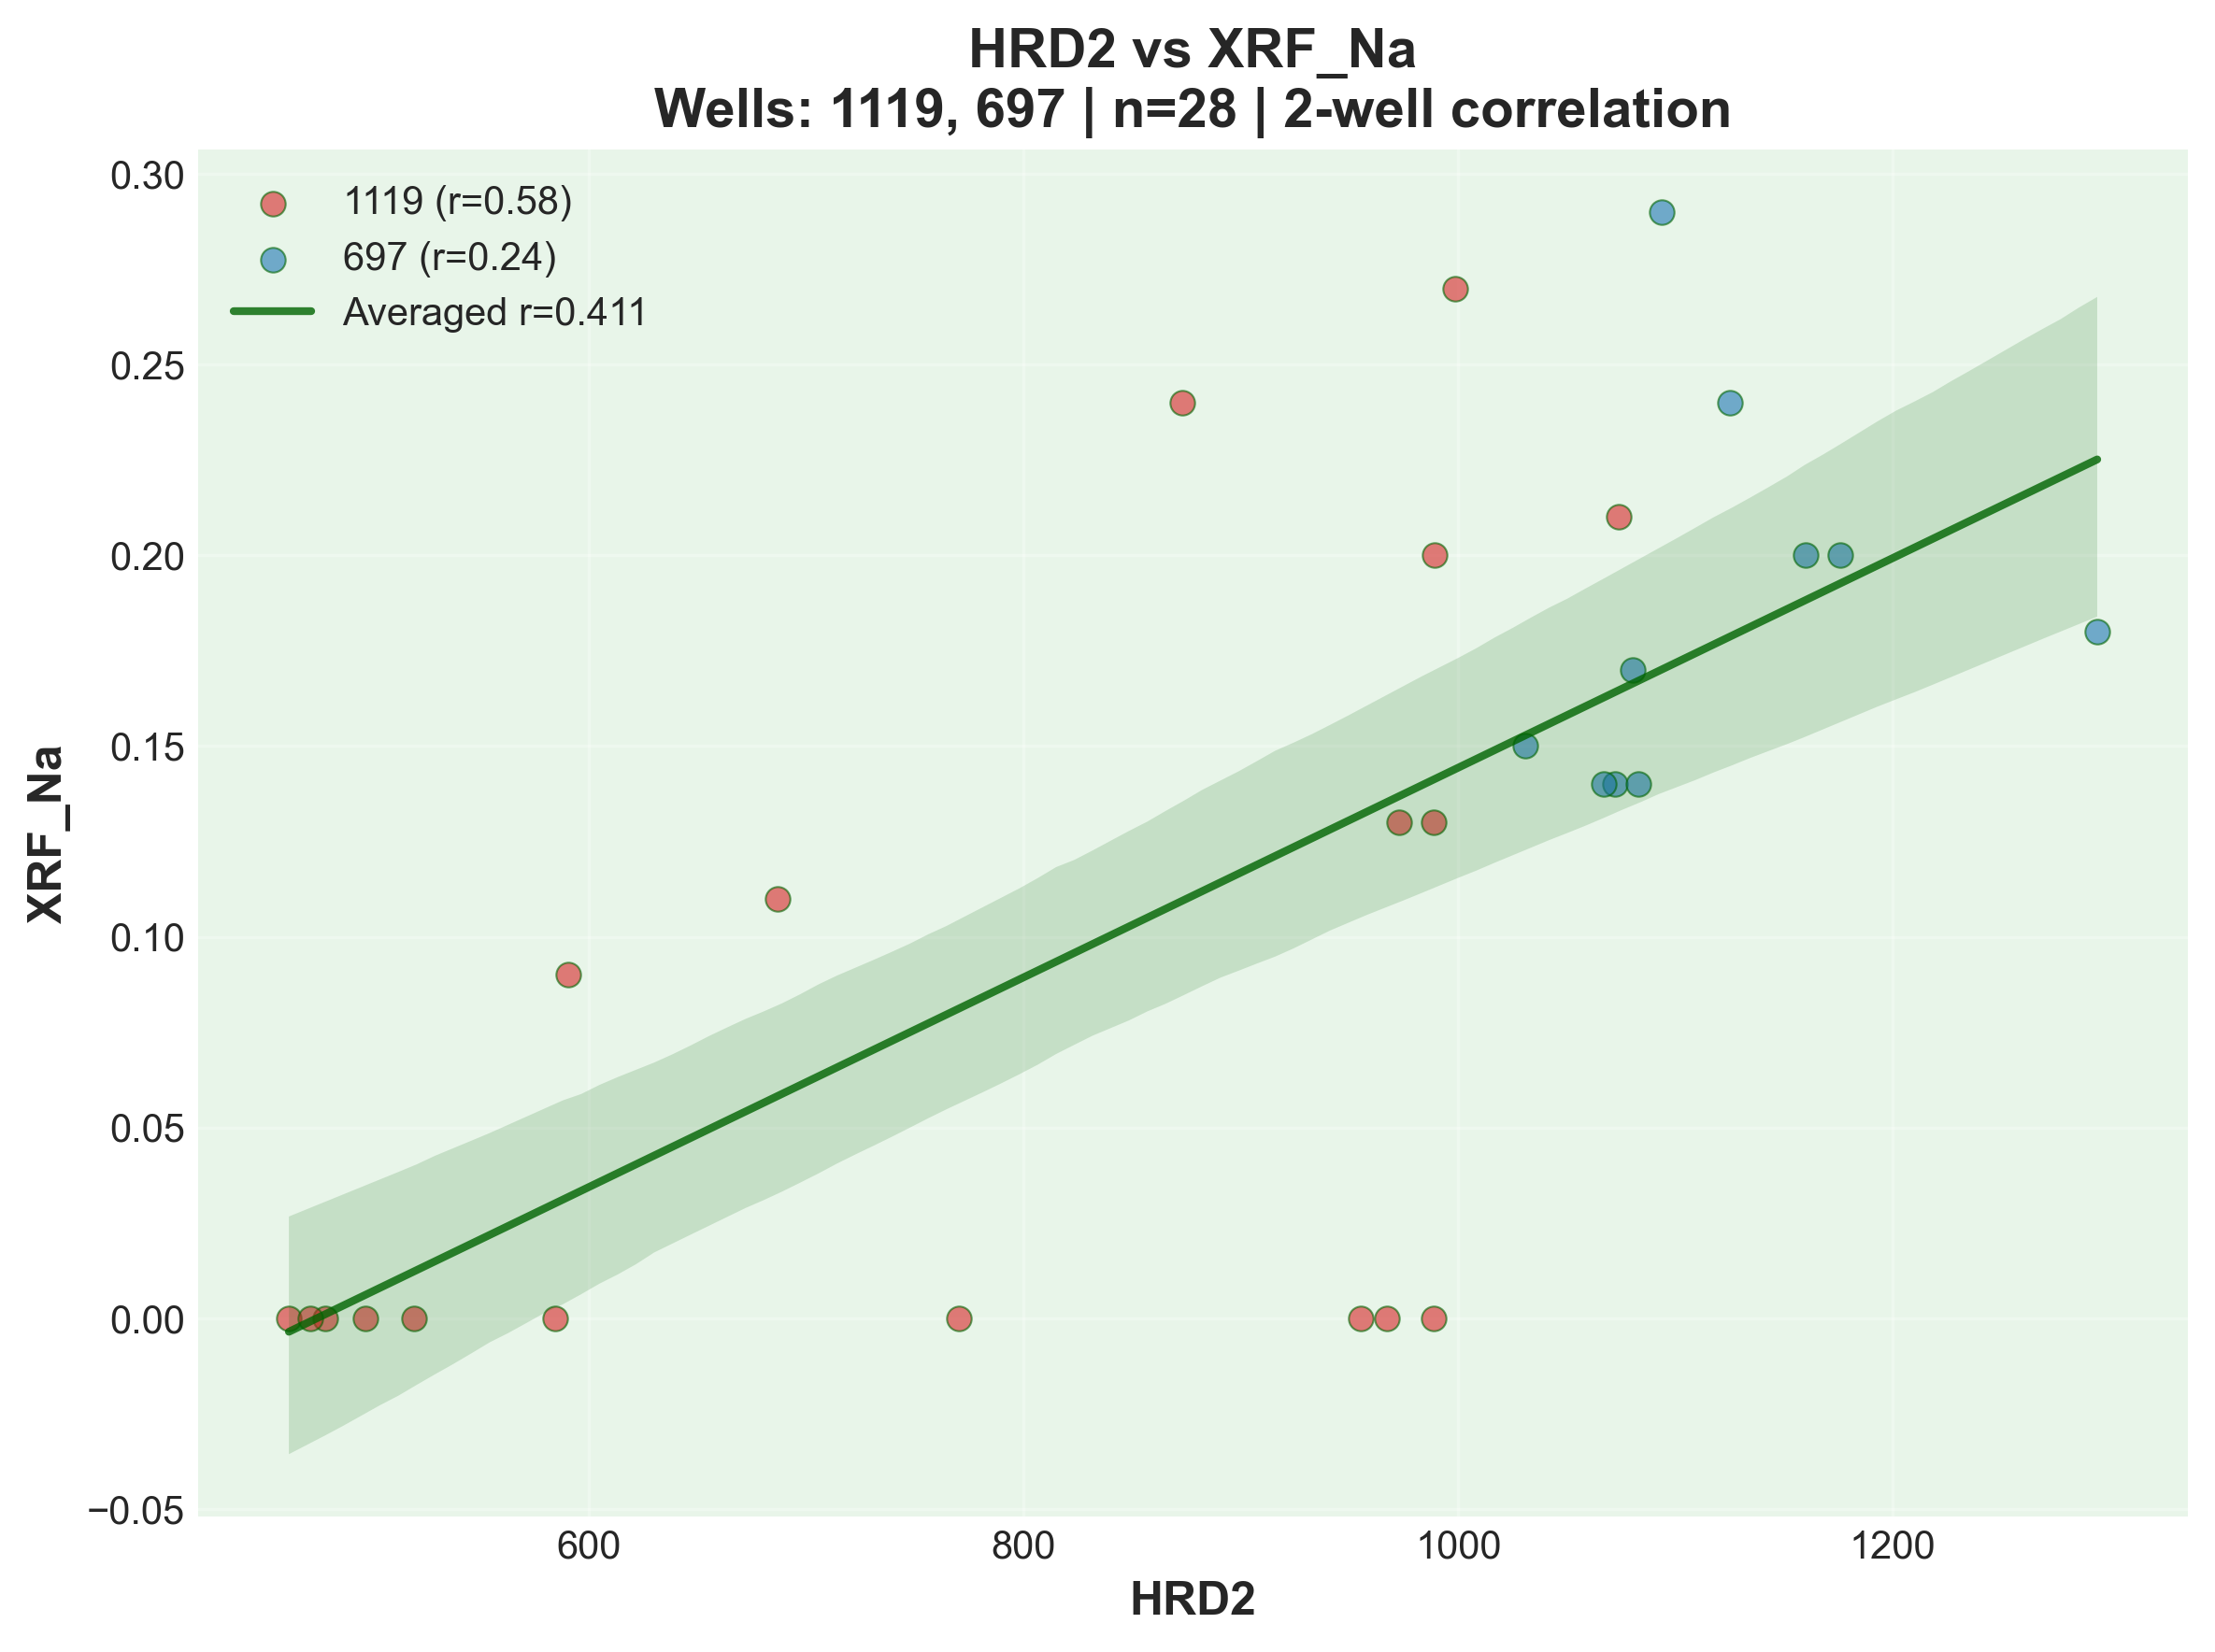 HRD2 vs XRF_Na
Wells: 1119, 697 | n=28 | 2-well correlation
1119 (r=0.58)
697 (r=0.24)
Averaged r=0.411
XRF_Na
0.30
0.25
0.20
0.15
0.10
0.05
0.00
−0.05
600 800 1000 1200
HRD2